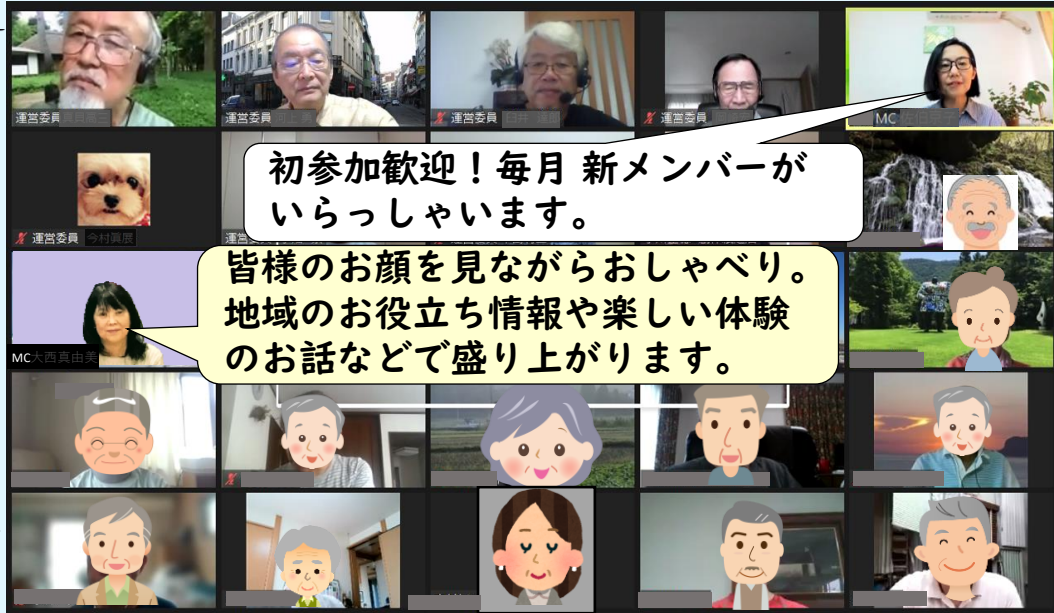 運営委員
運営委員
運営委員
運営委員
MC
初参加歓迎！毎月 新メンバーが
いらっしゃいます。
運営委員 今村眞展
運営
皆様のお顔を見ながらおしゃべり。
地域のお役立ち情報や楽しい体験
のお話などで盛り上がります。
MC大西真由美